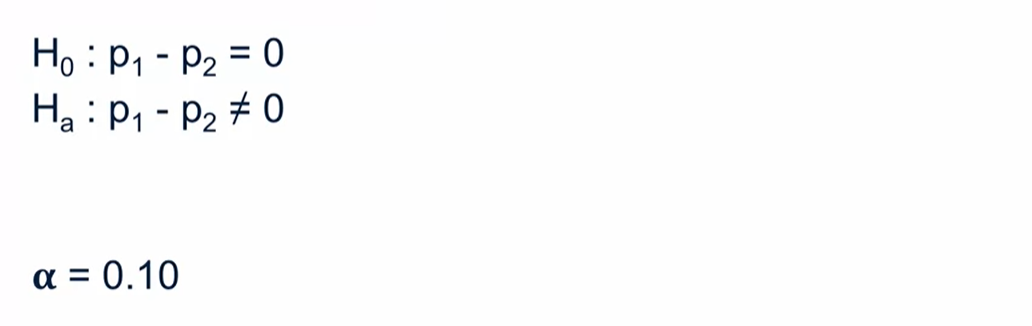 H₀ : p₁ - p₂ = 0
Hₐ : p₁ - p₂ ≠ 0
α = 0.10